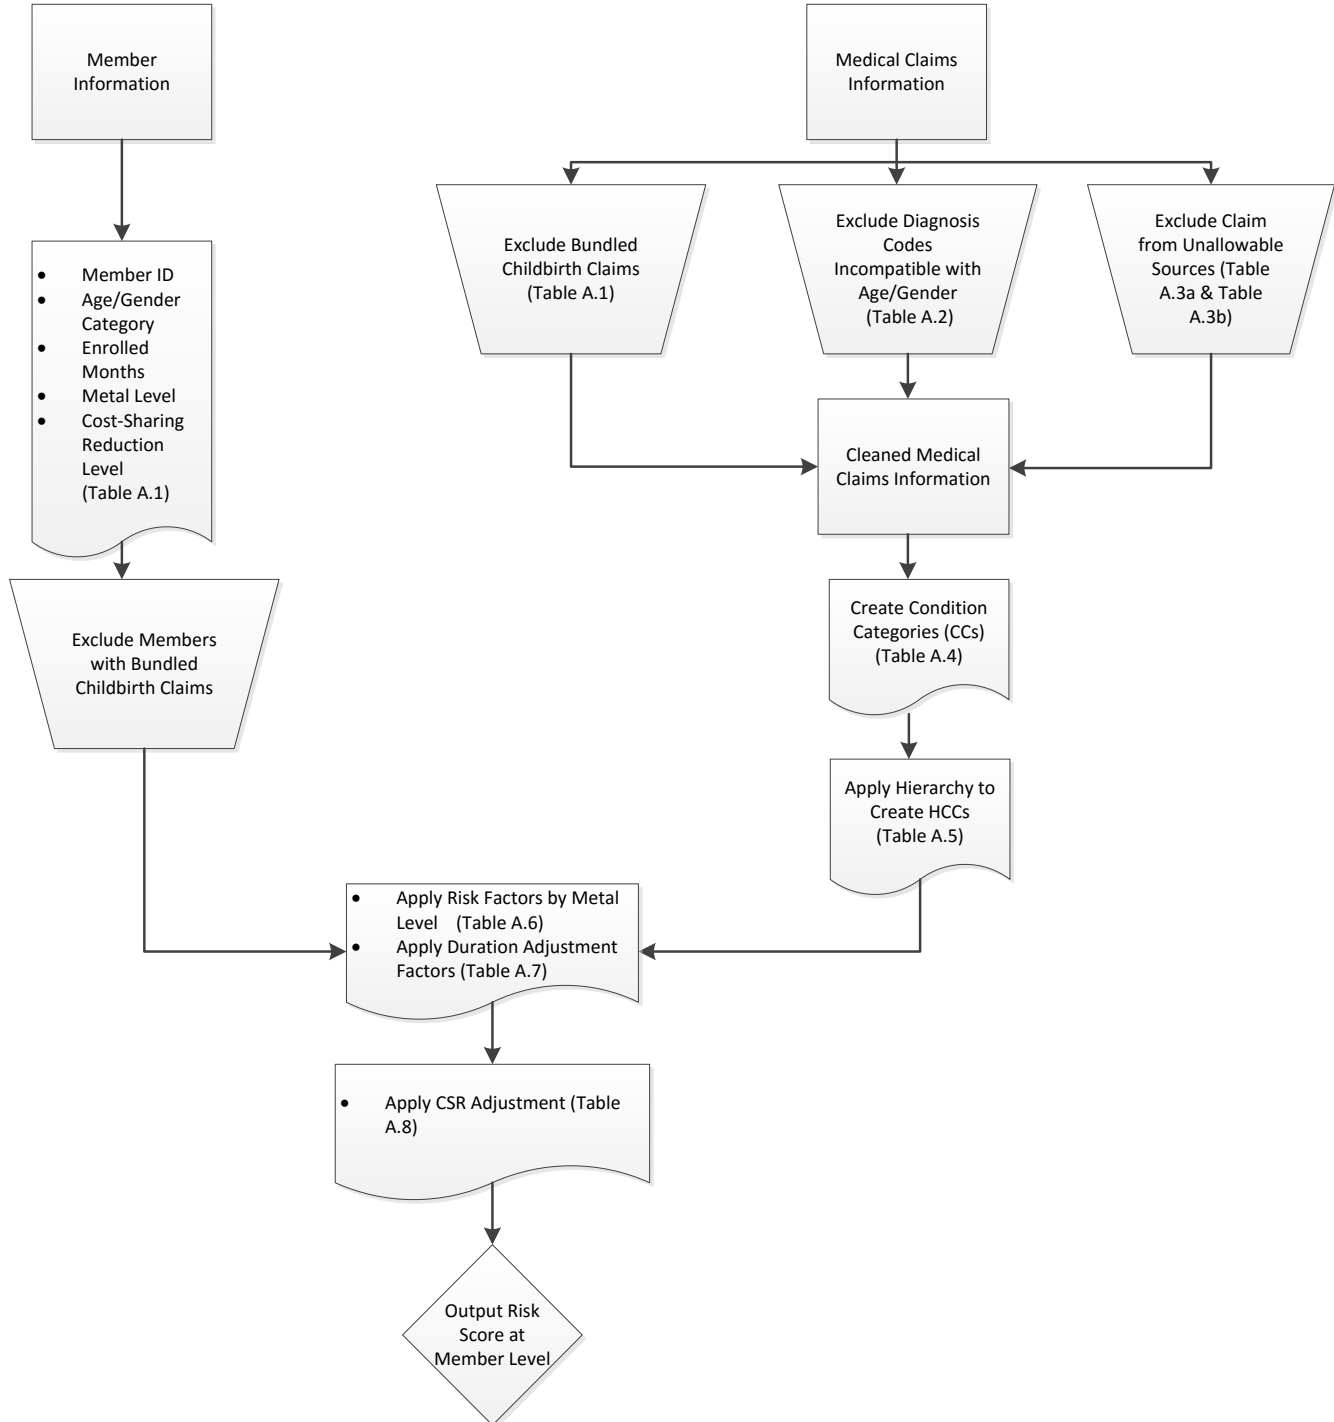 Member
Information
Medical Claims
Information
• Member ID
• Age/Gender
Category
• Enrolled
Months
• Metal Level
• Cost-Sharing
Reduction
Level
(Table A.1)
Exclude Bundled
Childbirth Claims
(Table A.1)
Exclude Diagnosis
Codes
Incompatible with
Age/Gender
(Table A.2)
Exclude Claim
from Unallowable
Sources (Table
A.3a & Table
A.3b)
Cleaned Medical
Claims Information
Exclude Members
with Bundled
Childbirth Claims
Create Condition
Categories (CCs)
(Table A.4)
Apply Hierarchy to
Create HCCs
(Table A.5)
• Apply Risk Factors by Metal
Level (Table A.6)
• Apply Duration Adjustment
Factors (Table A.7)
• Apply CSR Adjustment (Table
A.8)
Output Risk
Score at
Member Level